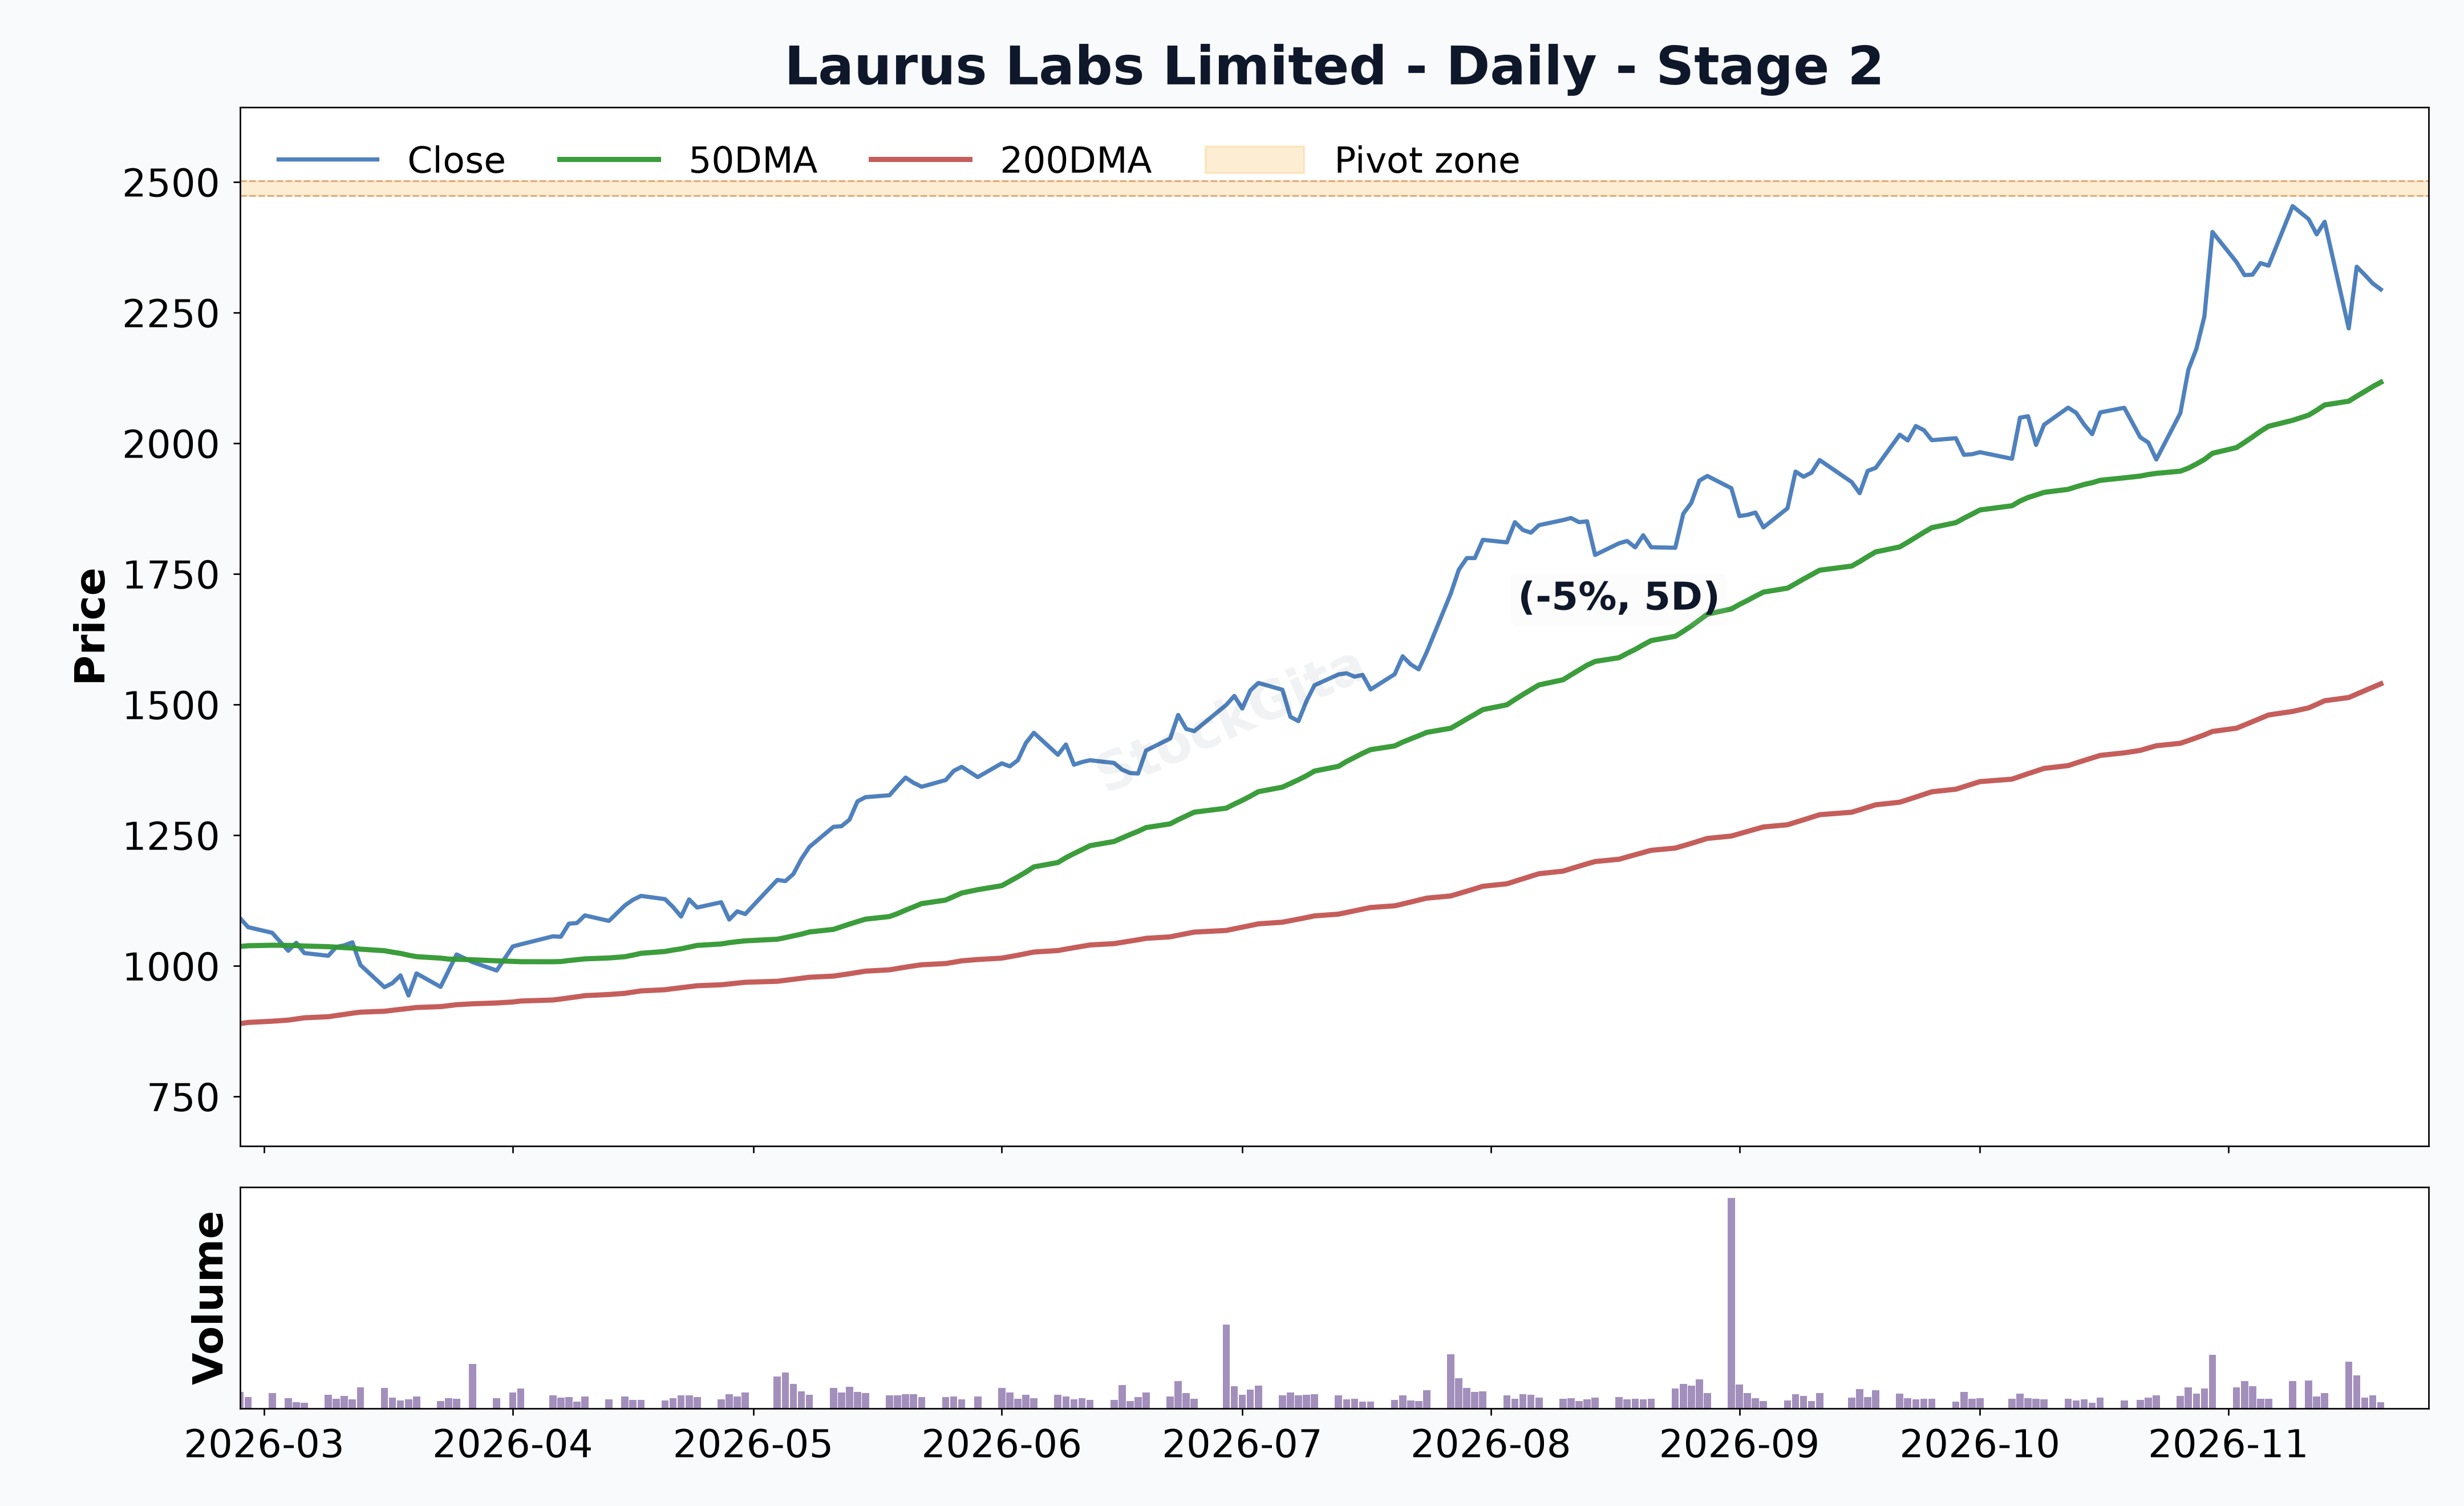 Laurus Labs Limited - Daily - Stage 2
Close 50DMA 200DMA Pivot zone
2500
2250
2000
1750
1500
1250
1000
750
Price
(-5%, 5D)
StockGita
Volume
2026-03 2026-04 2026-05 2026-06 2026-07 2026-08 2026-09 2026-10 2026-11